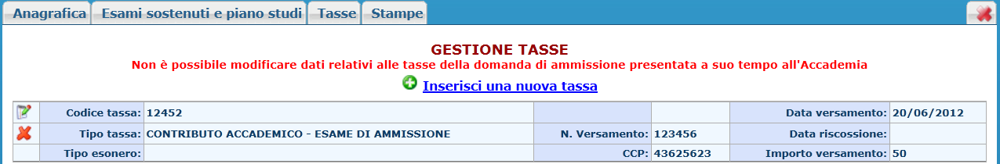 Anagrafica Esami sostenuti e piano studi Tasse Stampe
GESTIONE TASSE
Non è possibile modificare dati relativi alle tasse della domanda di ammissione presentata a suo tempo all'Accademia
Inserisci una nuova tassa
Codice tassa: 12452 Data versamento: 20/06/2012
Tipo tassa: CONTRIBUTO ACCADEMICO - ESAME DI AMMISSIONE N. Versamento: 123456 Data riscossione:
Tipo esonero: CCP: 43625623 Importo versamento: 50